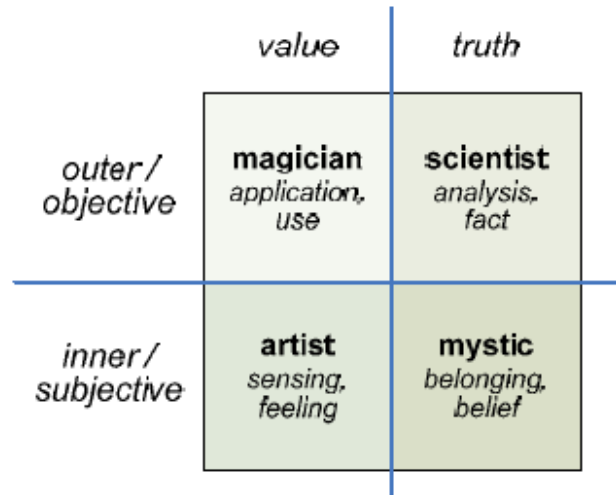 value truth
outer / objective
magician
application,
use
scientist
analysis,
fact
inner / subjective
artist
sensing,
feeling
mystic
belonging,
belief